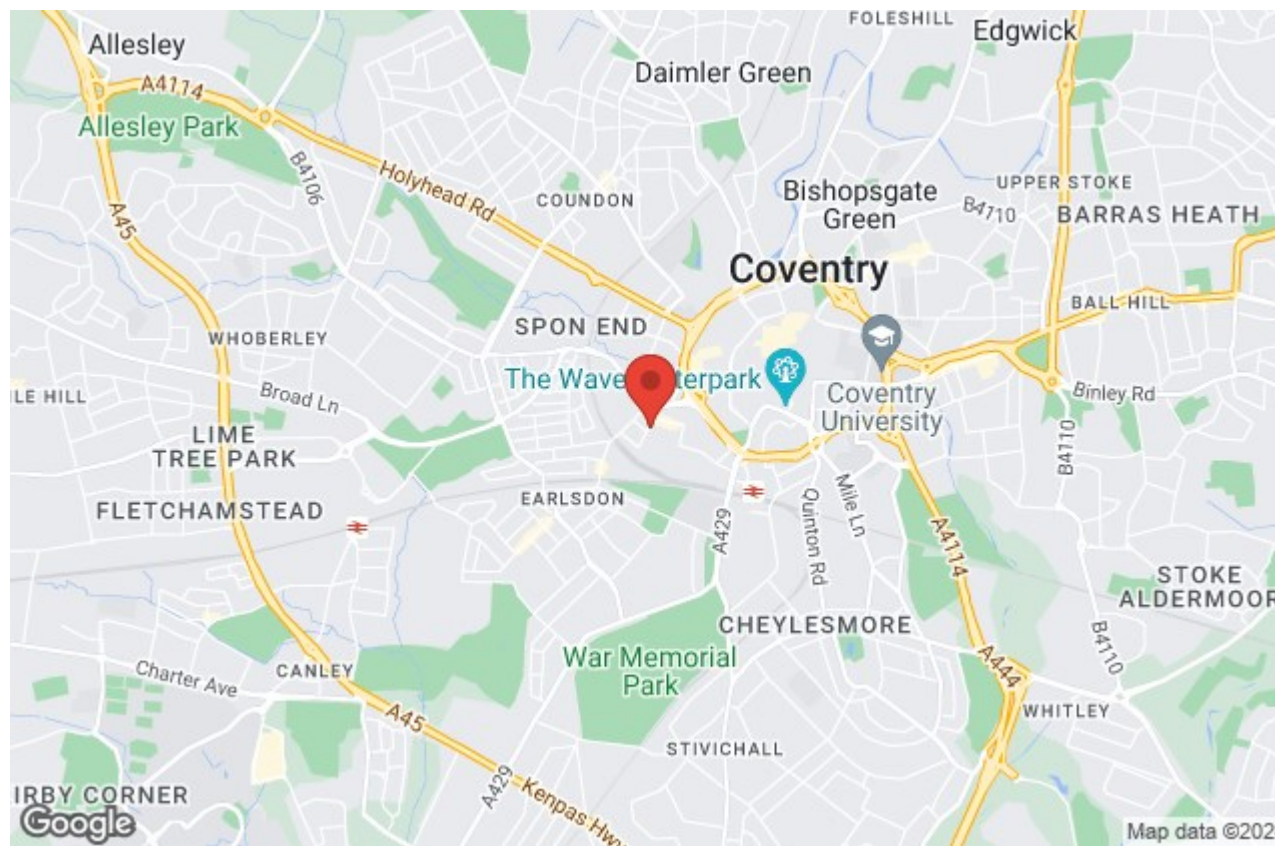 FOLESHILL
Allesley
Edgwick
Daimler Green
A4114
Allesley Park
B4106
Holyhead Rd
COUNDON
Bishopsgate
Green
UPPER STOKE
B4110
BARRAS HEATH
A45
Coventry
BALL HILL
SPON END
WHOBERLEY
The Wave
Broad Ln
Coventry
University
Binley Rd
LE HILL
LIME
TREE PARK
B4110
EARLSDON
FLETCHAMSTEAD
A429
Quinton Rd
Mile Ln
A4114
STOKE
ALDERMOOR
CHEYLESMORE
B4110
War Memorial
Park
A444
CANLEY
Charter Ave
A45
WHITLEY
STIVICHALL
A429
Kenpas Hwy
IRBY CORNER
Google
Map data ©202